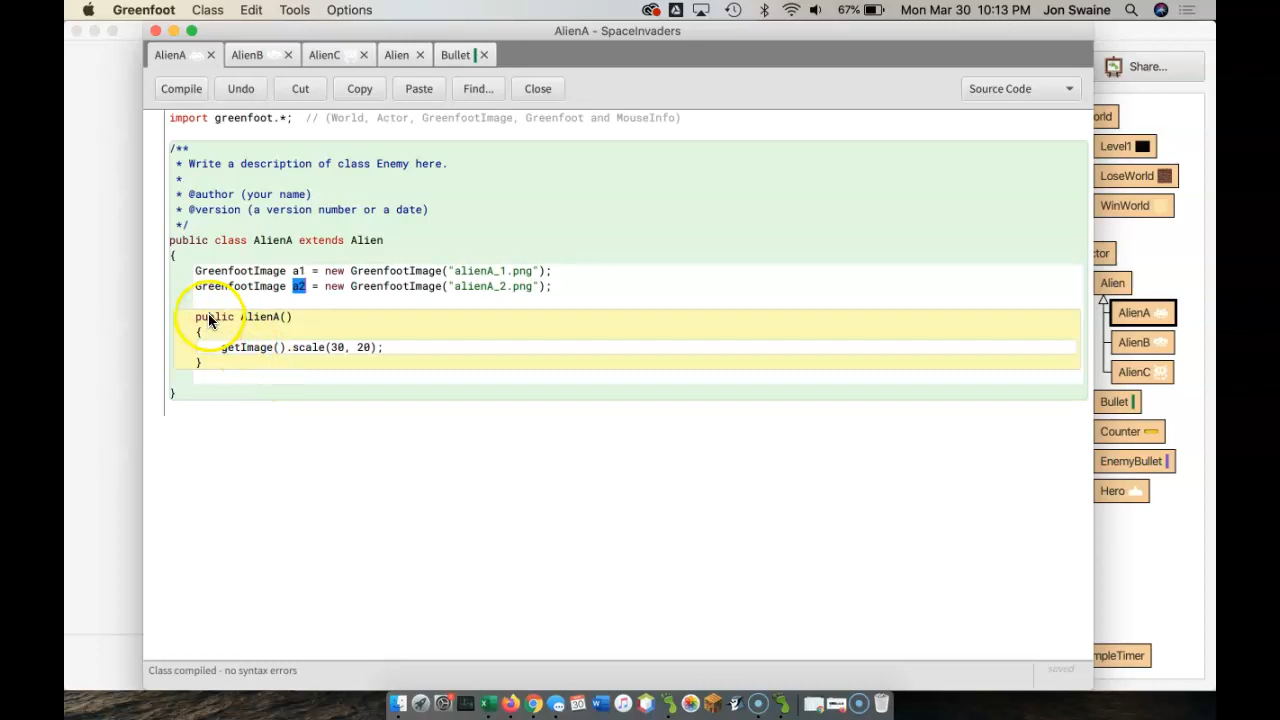 Greenfoot Class Edit Tools Options 67% Mon Mar 30 10:13 PM Jon Swaine
AlienA - SpaceInvaders
AlienA AlienB AlienC Alien Bullet
Compile Undo Cut Copy Paste Find... Close Source Code
Share...
import greenfoot.*; // (World, Actor, GreenfootImage, Greenfoot and MouseInfo)
/**
* Write a description of class Enemy here.
*
* @author (your name)
* @version (a version number or a date)
*/
public class AlienA extends Alien
{
GreenfootImage a1 = new GreenfootImage("alienA_1.png");
GreenfootImage a2 = new GreenfootImage("alienA_2.png");
public AlienA()
{
getImage().scale(30, 20);
}
}
orld
Level1
LoseWorld
WinWorld
ctor
Alien
AlienA
AlienB
AlienC
Bullet
Counter
EnemyBullet
Hero
mpleTimer
Class compiled - no syntax errors
saved
30